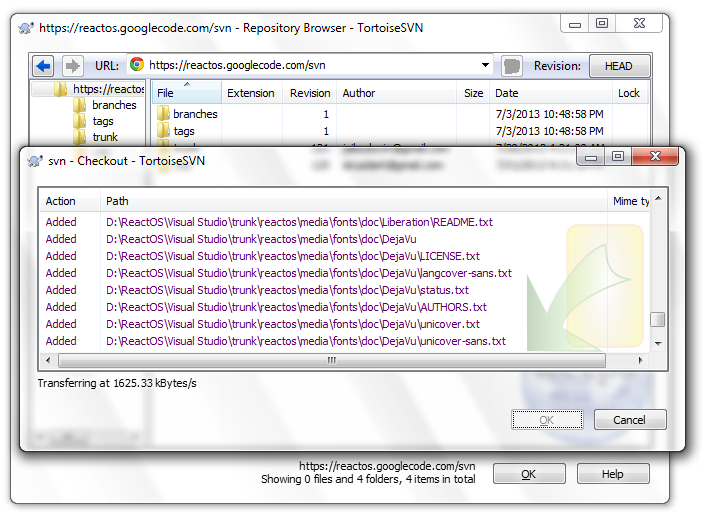 https://reactos.googlecode.com/svn - Repository Browser - TortoiseSVN
URL: https://reactos.googlecode.com/svn Revision: HEAD
https://reactos
branches
tags
trunk
File Extension Revision Author Size Date Lock
branches 1 7/3/2013 10:48:58 PM
tags 1 7/3/2013 10:48:58 PM
svn - Checkout - TortoiseSVN
Action Path Mime ty
Added D:\ReactOS\Visual Studio\trunk\reactos\media\fonts\doc\Liberation\README.txt
Added D:\ReactOS\Visual Studio\trunk\reactos\media\fonts\doc\DejaVu
Added D:\ReactOS\Visual Studio\trunk\reactos\media\fonts\doc\DejaVu\LICENSE.txt
Added D:\ReactOS\Visual Studio\trunk\reactos\media\fonts\doc\DejaVu\langcover-sans.txt
Added D:\ReactOS\Visual Studio\trunk\reactos\media\fonts\doc\DejaVu\status.txt
Added D:\ReactOS\Visual Studio\trunk\reactos\media\fonts\doc\DejaVu\AUTHORS.txt
Added D:\ReactOS\Visual Studio\trunk\reactos\media\fonts\doc\DejaVu\unicover.txt
Added D:\ReactOS\Visual Studio\trunk\reactos\media\fonts\doc\DejaVu\unicover-sans.txt
Transferring at 1625.33 kBytes/s
OK Cancel
https://reactos.googlecode.com/svn
Showing 0 files and 4 folders, 4 items in total
OK Help